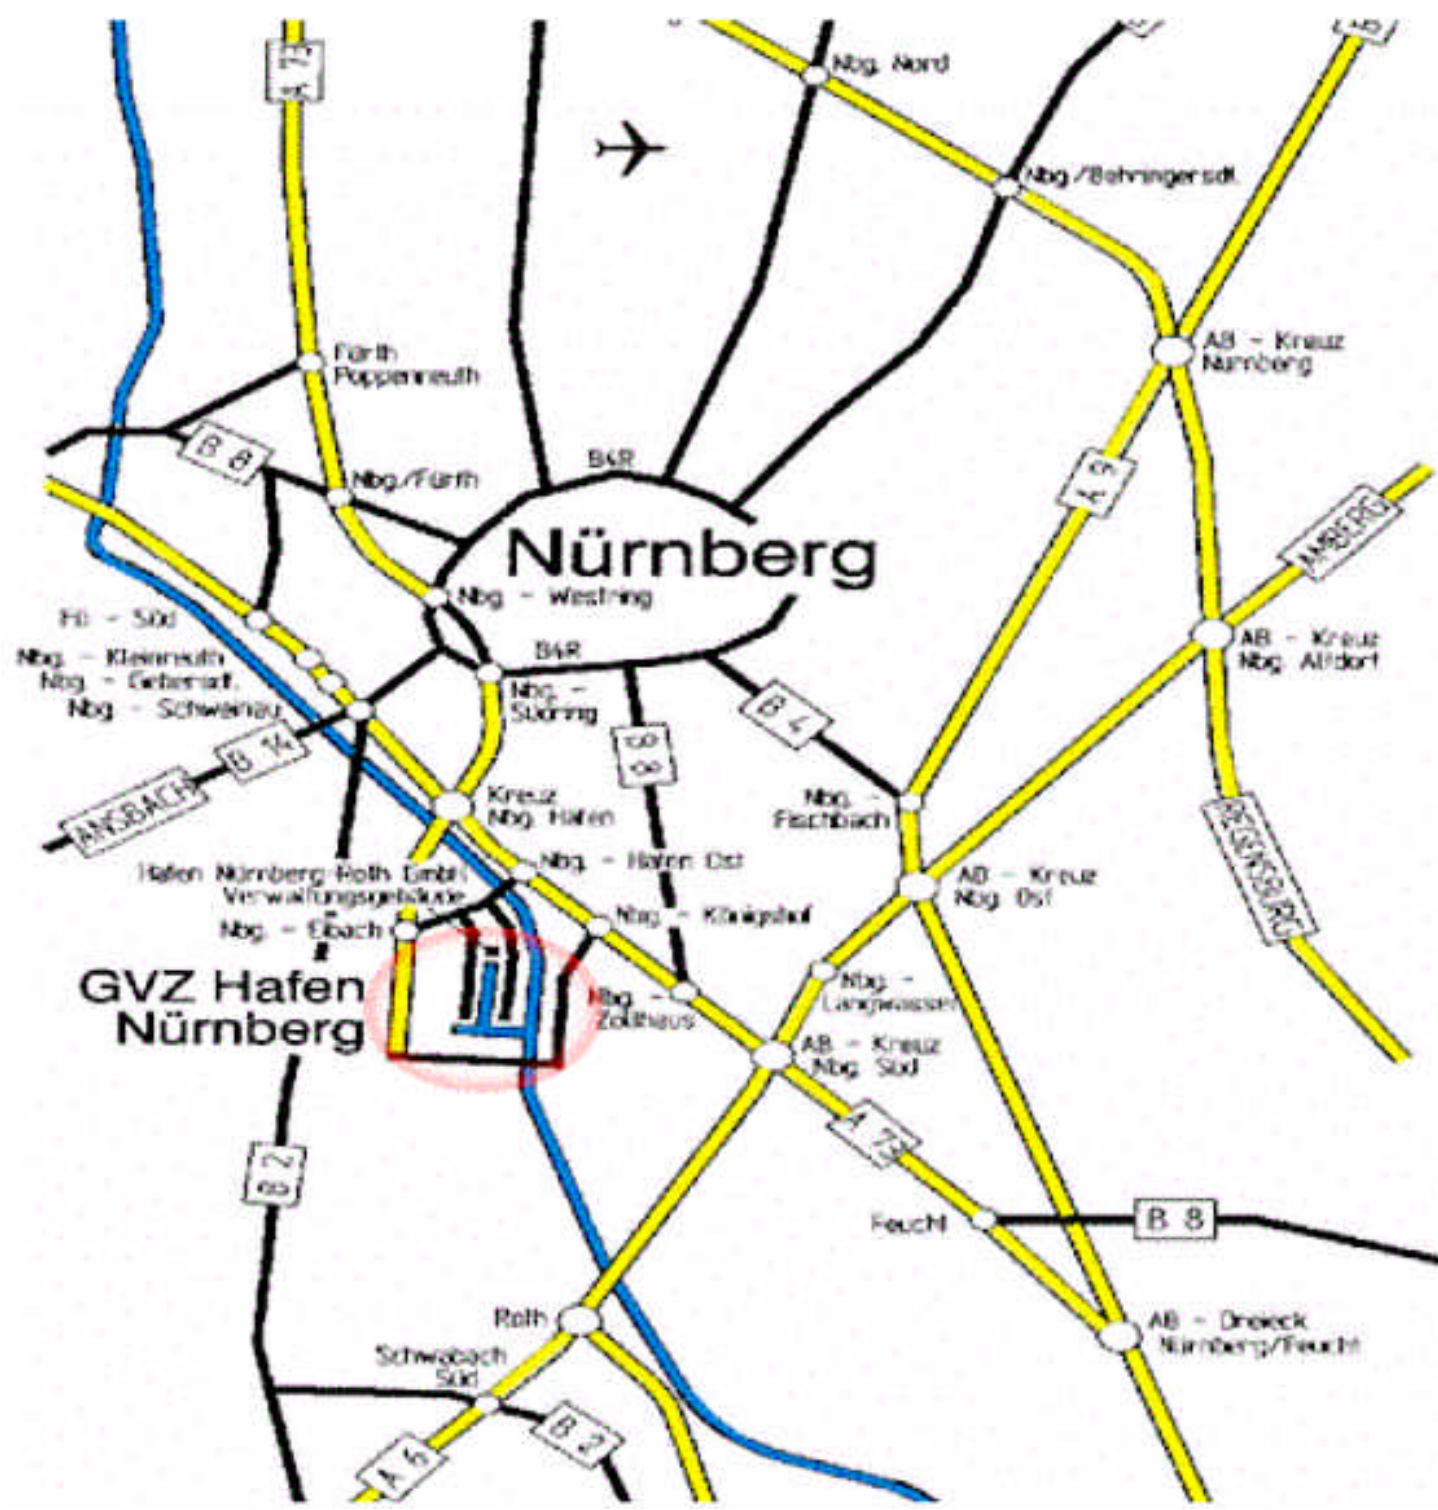 A 73
Nbg. Nord
Nbg./Behringersdf.
Fürth
Poppenreuth
AB - Kreuz
Nürnberg
B 8
B4R
Nbg./Fürth
A 9
AMBERG
Nürnberg
Nbg. - Westring
Fü - Süd
AB - Kreuz
Nbg. Altdorf
Nbg. - Kleinreuth
Nbg. - Gebersdf.
Nbg. - Schweinau
B4R
Nbg. -
Südring
B 4
B 14
ANSBACH
B 8
Kreuz
Nbg. Hafen
Nbg. -
Fischbach
REGENSBURG
Hafen Nürnberg-Roth GmbH
Verwaltungsgebäude
Nbg. - Hafen Ost
AB - Kreuz
Nbg. Ost
Nbg. - Eibach
Nbg. - Königshof
GVZ Hafen
Nürnberg
Nbg. -
Zollhaus
Nbg. -
Langwasser
AB - Kreuz
Nbg. Süd
A 73
B 2
Feucht
B 8
Roth
AB - Dreieck
Nürnberg/Feucht
Schwabach
Süd
B 2
A 6